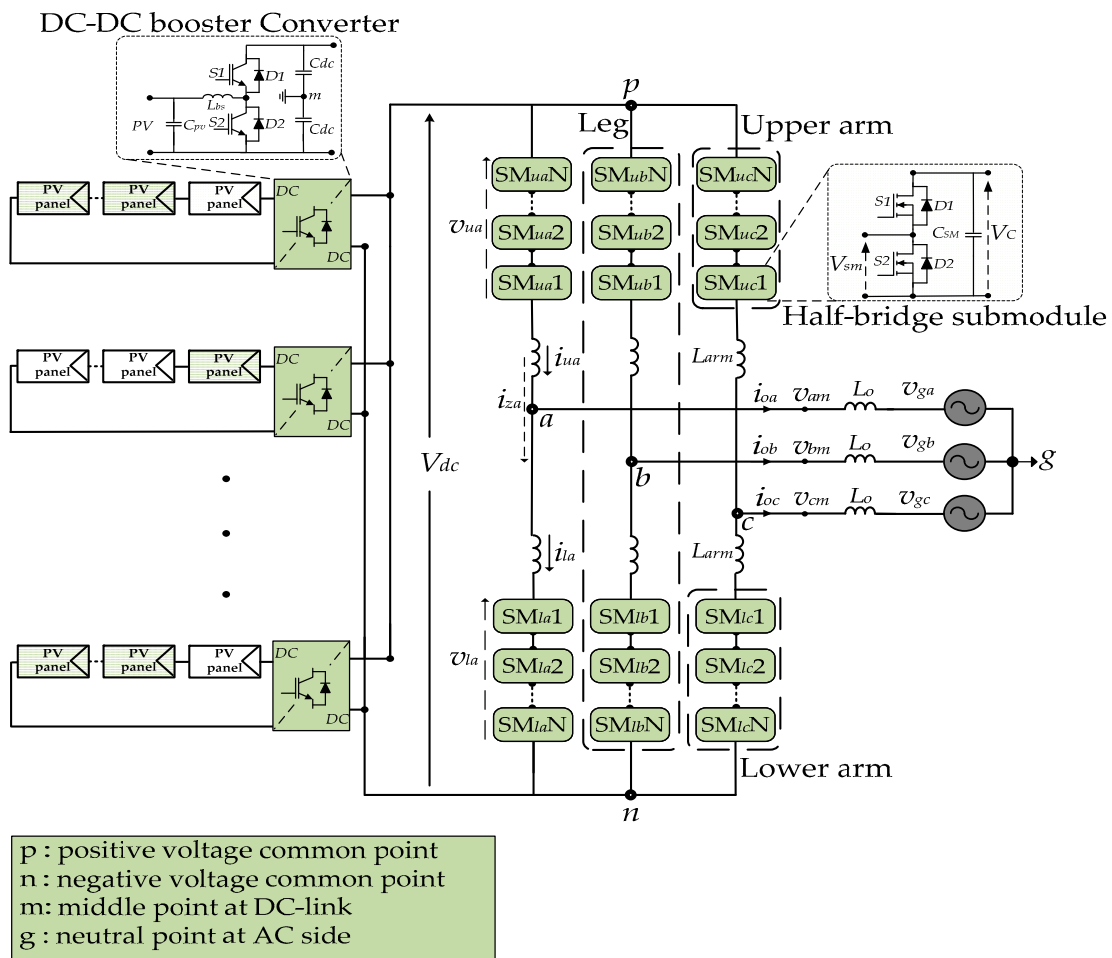 DC-DC booster Converter
S1
D1
Cdc
m
Lbs
PV
Cpv
S2
D2
Cdc
p
Leg
Upper arm
PV panel
PV panel
PV panel
DC
DC
SMuaN
SMubN
SMucN
vua
SMua2
SMub2
SMuc2
SMua1
SMub1
SMuc1
S1
D1
CSM
VC
Vsm
S2
D2
Half-bridge submodule
PV panel
PV panel
PV panel
DC
DC
iua
Larm
iza
a
ioa
vam
Lo
vga
Vdc
b
iob
vbm
Lo
vgb
g
c
ioc
vcm
Lo
vgc
ila
Larm
SMla1
SMlb1
SMlc1
vla
SMla2
SMlb2
SMlc2
PV panel
PV panel
PV panel
DC
DC
SMlaN
SMlbN
SMlcN
Lower arm
n
p : positive voltage common point
n : negative voltage common point
m: middle point at DC-link
g : neutral point at AC side